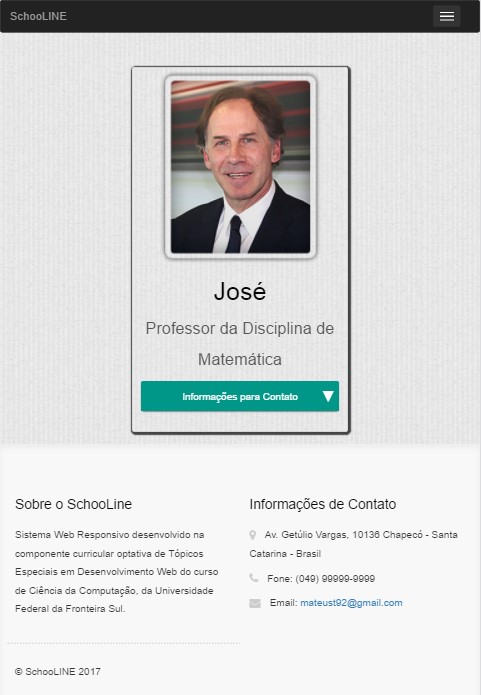 SchooLINE
José
Professor da Disciplina de
Matemática
Informações para Contato
Sobre o SchooLine
Sistema Web Responsivo desenvolvido na
componente curricular optativa de Tópicos
Especiais em Desenvolvimento Web do curso
de Ciência da Computação, da Universidade
Federal da Fronteira Sul.
Informações de Contato
Av. Getúlio Vargas, 10136 Chapecó - Santa
Catarina - Brasil
Fone: (049) 99999-9999
Email: mateust92@gmail.com
© SchooLINE 2017